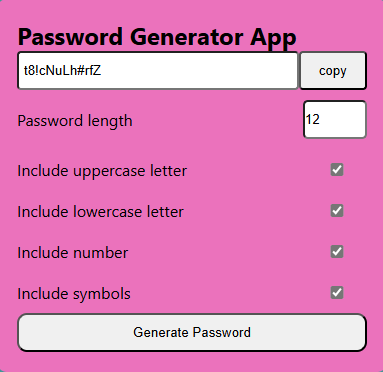 Password Generator App
t8!cNuLh#rfZ copy
Password length 12
Include uppercase letter
Include lowercase letter
Include number
Include symbols
Generate Password